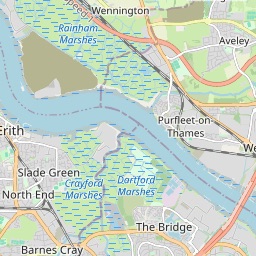 Wennington
Rainham
Marshes
Aveley
Purfleet-on-
Thames
Erith
We
Slade Green
Crayford
Marshes
Dartford
Marshes
North End
The Bridge
Barnes Cray